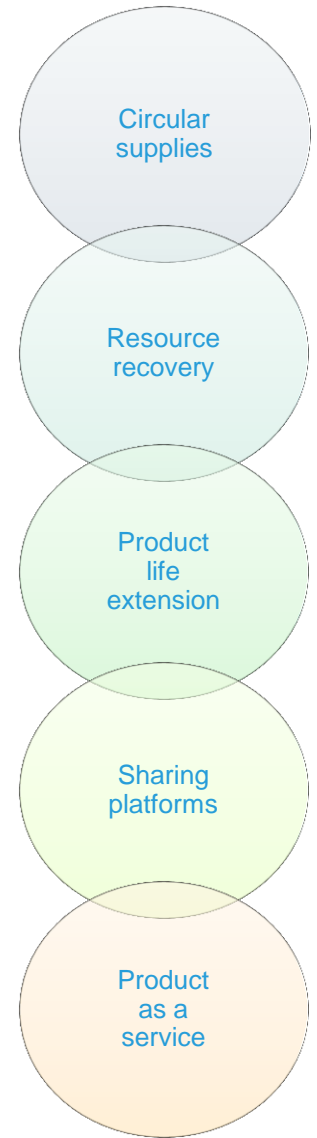 Circular
supplies
Resource
recovery
Product
life
extension
Sharing
platforms
Product
as a
service